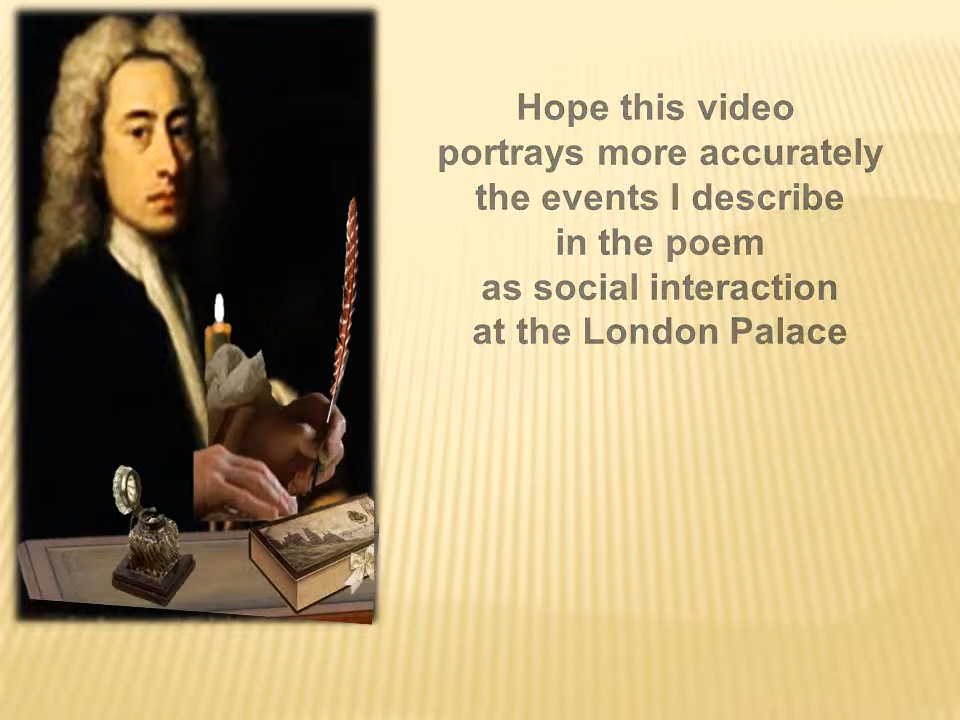 Hope this video
portrays more accurately
the events I describe
in the poem
as social interaction
at the London Palace